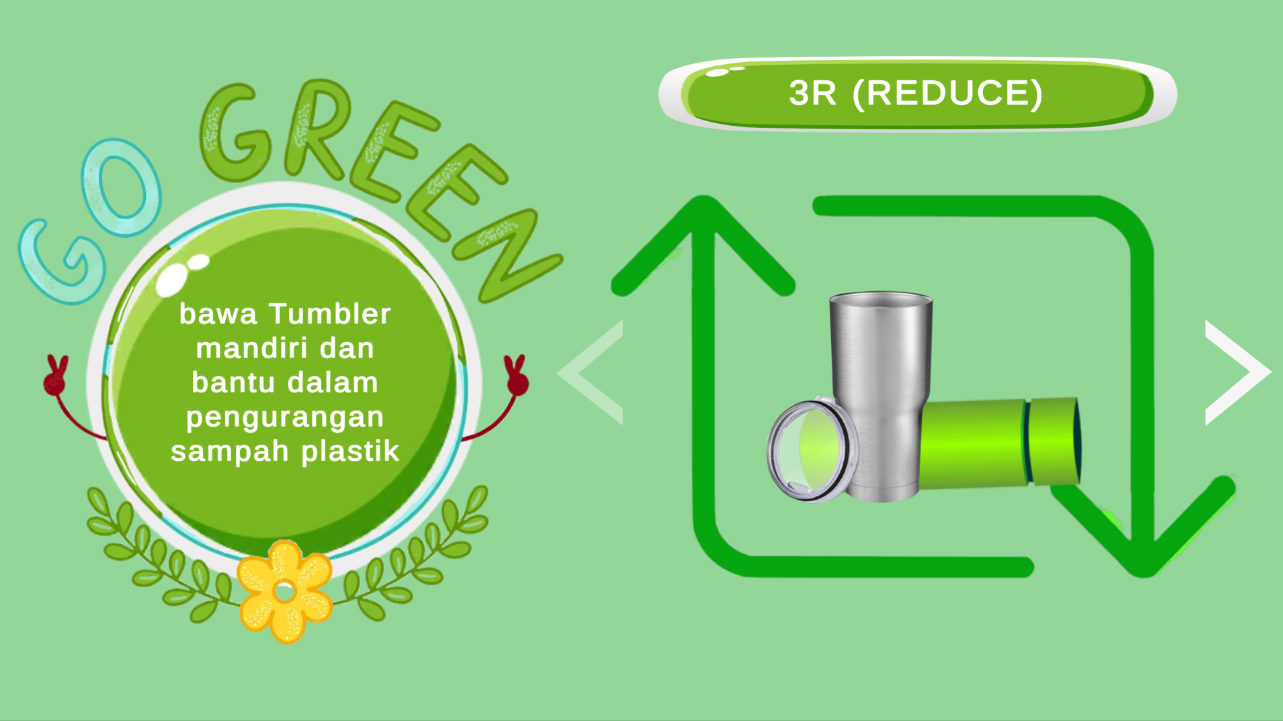 GO GREEN
bawa Tumbler
mandiri dan
bantu dalam
pengurangan
sampah plastik
3R (REDUCE)